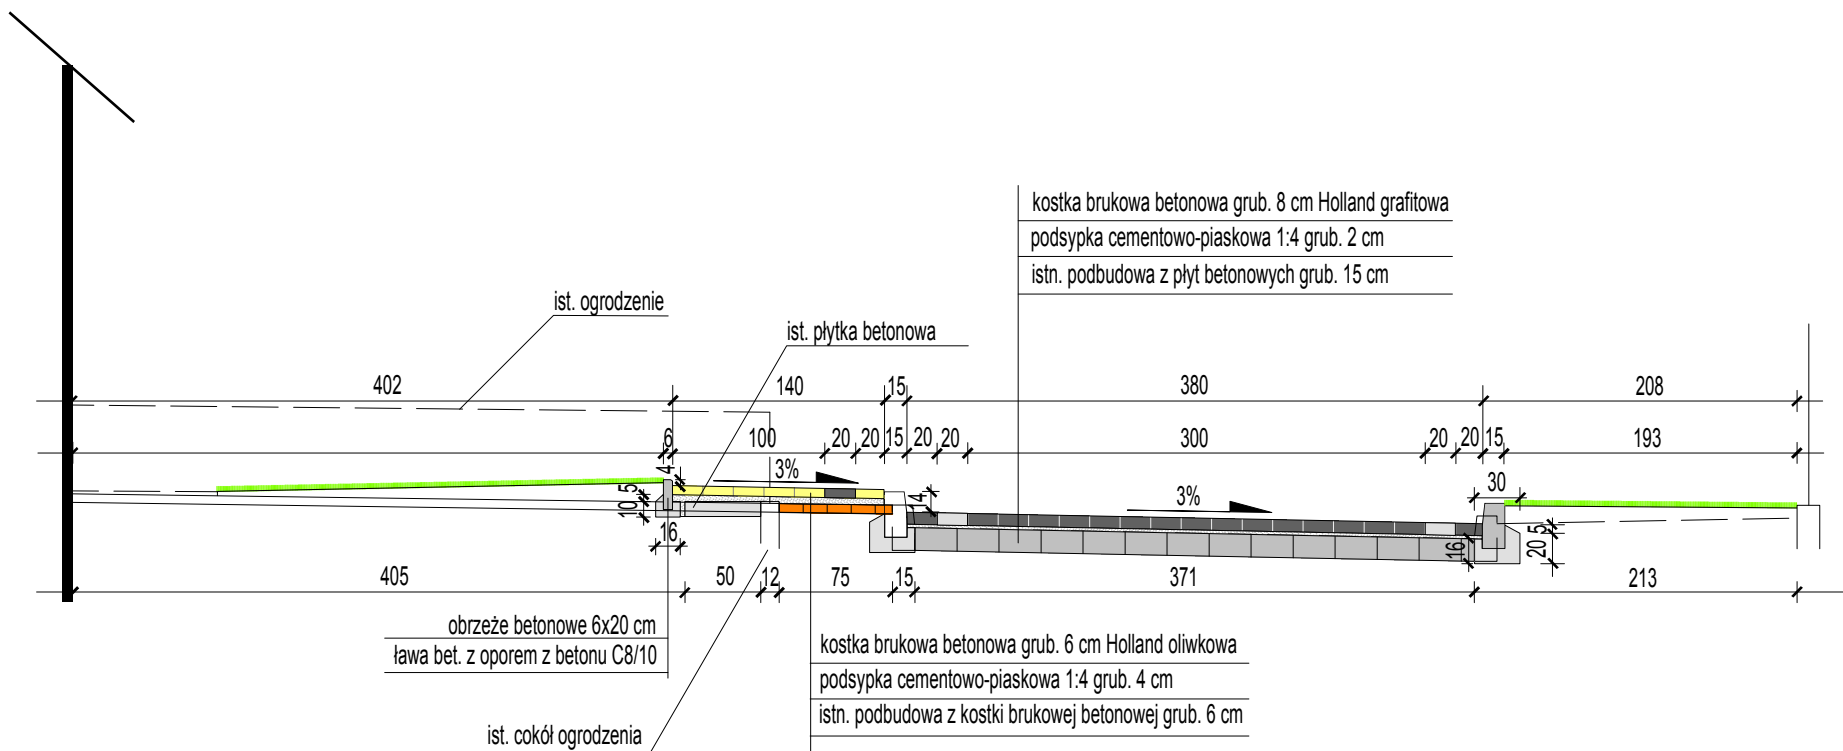 kostka brukowa betonowa grub. 8 cm Holland grafitowa
podsypka cementowo-piaskowa 1:4 grub. 2 cm
istn. podbudowa z płyt betonowych grub. 15 cm
ist. ogrodzenie
ist. płytka betonowa
402 140 15 380 208
6 100 20 20 15 20 20 300 20 20 15 193
4 3% 3% 30
5 10 14 5
16 16 20
405 50 12 75 15 371 213
obrzeże betonowe 6x20 cm
ława bet. z oporem z betonu C8/10
kostka brukowa betonowa grub. 6 cm Holland oliwkowa
podsypka cementowo-piaskowa 1:4 grub. 4 cm
istn. podbudowa z kostki brukowej betonowej grub. 6 cm
ist. cokół ogrodzenia